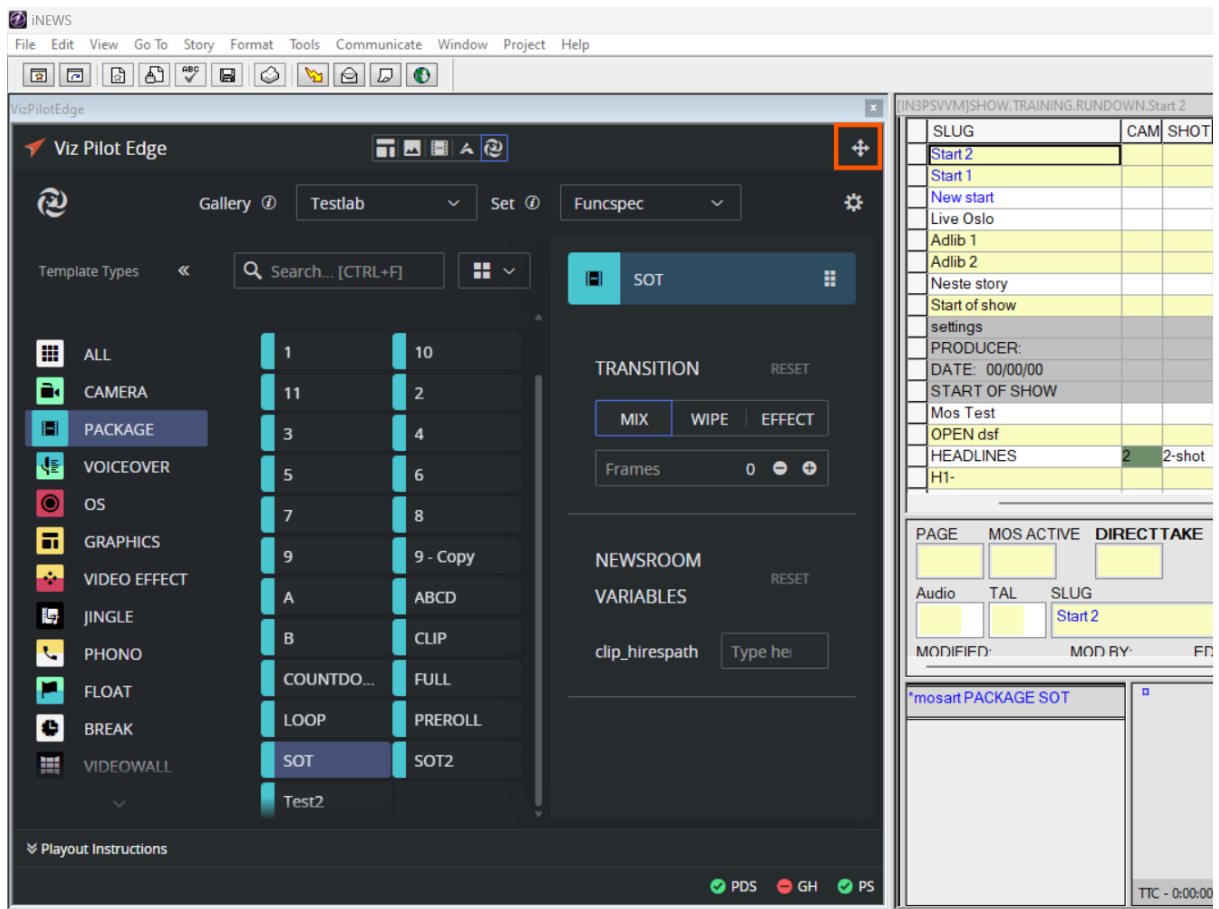 iNEWS
File Edit View Go To Story Format Tools Communicate Window Project Help
ABC
VizPilotEdge
x
Viz Pilot Edge
Gallery
Testlab
Set
Funcspec
Template Types
Search... [CTRL+F]
ALL
CAMERA
PACKAGE
VOICEOVER
OS
GRAPHICS
VIDEO EFFECT
JINGLE
PHONO
FLOAT
BREAK
VIDEOWALL
1 10
11 2
3 4
5 6
7 8
9 9 - Copy
A ABCD
B CLIP
COUNTDO... FULL
LOOP PREROLL
SOT SOT2
Test2
SOT
TRANSITION RESET
MIX WIPE EFFECT
Frames 0
NEWSROOM
VARIABLES
RESET
clip_hirespath Type he
Playout Instructions
PDS GH PS
[IN3PSVVM]SHOW.TRAINING.RUNDOWN.Start 2
SLUG CAM SHOT
Start 2
Start 1
New start
Live Oslo
Adlib 1
Adlib 2
Neste story
Start of show
settings
PRODUCER:
DATE: 00/00/00
START OF SHOW
Mos Test
OPEN dsf
HEADLINES 2 2-shot
H1-
PAGE MOS ACTIVE DIRECTTAKE
Audio TAL SLUG
Start 2
MODIFIED: MOD BY: ED
*mosart PACKAGE SOT
TTC - 0:00:00